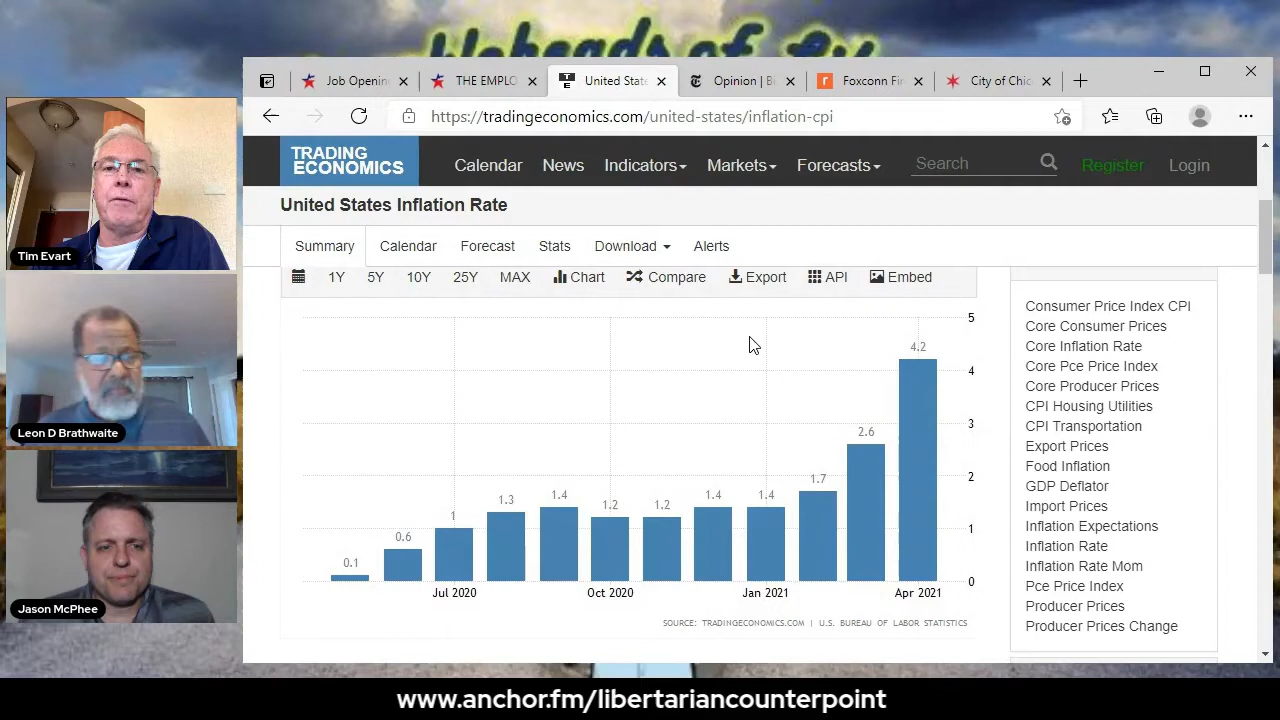 Upheads of
Job Openin
THE EMPLO
United State
Opinion | Bi
Foxconn Fi
City of Chic
https://tradingeconomics.com/united-states/inflation-cpi
TRADING
ECONOMICS
Calendar
News
Indicators
Markets
Forecasts
Search
Register
Login
United States Inflation Rate
Summary
Calendar
Forecast
Stats
Download
Alerts
1Y
5Y
10Y
25Y
MAX
Chart
Compare
Export
API
Embed
5
4
3
2
1
0
0.1
0.6
1
1.3
1.4
1.2
1.2
1.4
1.4
1.7
2.6
4.2
Jul 2020
Oct 2020
Jan 2021
Apr 2021
SOURCE: TRADINGECONOMICS.COM | U.S. BUREAU OF LABOR STATISTICS
Consumer Price Index CPI
Core Consumer Prices
Core Inflation Rate
Core Pce Price Index
Core Producer Prices
CPI Housing Utilities
CPI Transportation
Export Prices
Food Inflation
GDP Deflator
Import Prices
Inflation Expectations
Inflation Rate
Inflation Rate Mom
Pce Price Index
Producer Prices
Producer Prices Change
Tim Evart
Leon D Brathwaite
Jason McPhee
www.anchor.fm/libertariancounterpoint